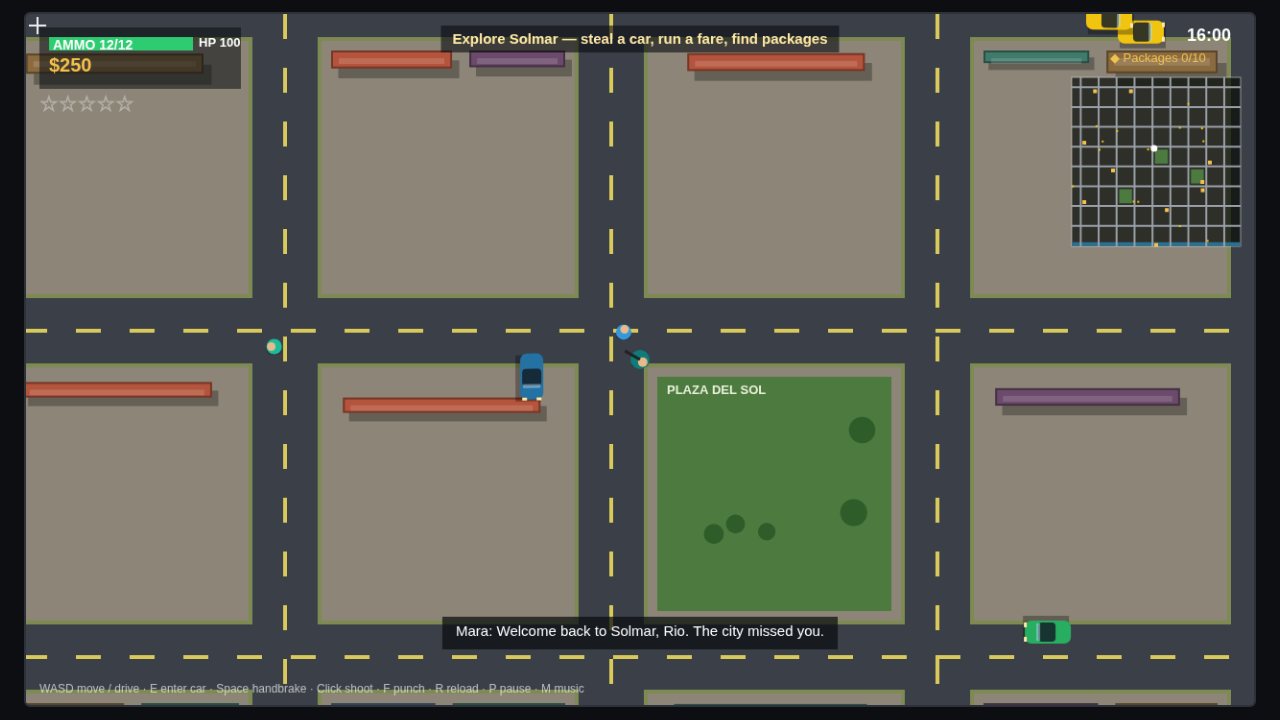 AMMO 12/12 HP 100
$250
☆☆☆☆☆
Explore Solmar — steal a car, run a fare, find packages
16:00
◆ Packages 0/10
PLAZA DEL SOL
Mara: Welcome back to Solmar, Rio. The city missed you.
WASD move / drive · E enter car · Space handbrake · Click shoot · F punch · R reload · P pause · M music